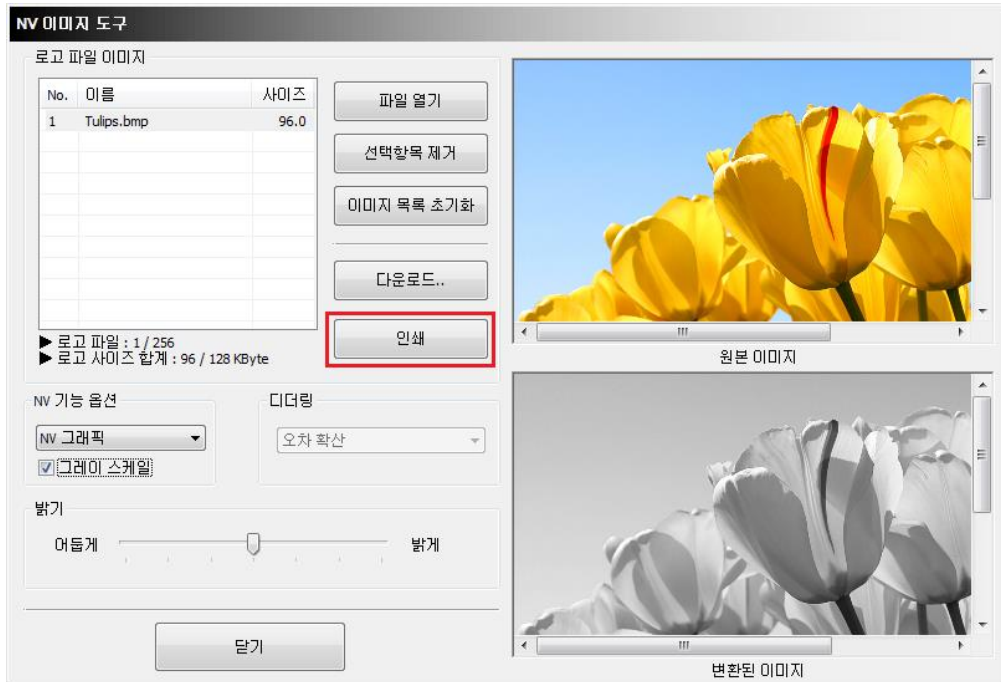 NV 이미지 도구
로고 파일 이미지
No. 이름 사이즈
1 Tulips.bmp 96.0
파일 열기
선택항목 제거
이미지 목록 초기화
다운로드..
인쇄
▶ 로고 파일 : 1 / 256
▶ 로고 사이즈 합계 : 96 / 128 KByte
원본 이미지
NV 기능 옵션
NV 그래픽
그레이 스케일
디더링
오차 확산
밝기
어둡게 밝게
닫기
변환된 이미지